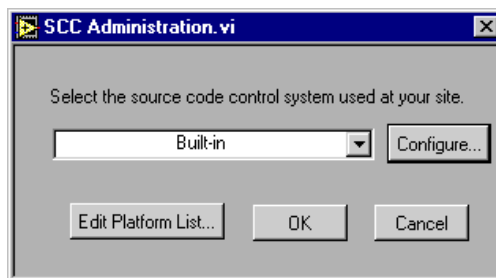 SCC Administration.vi
Select the source code control system used at your site.
Built-in
Configure...
Edit Platform List...
OK
Cancel